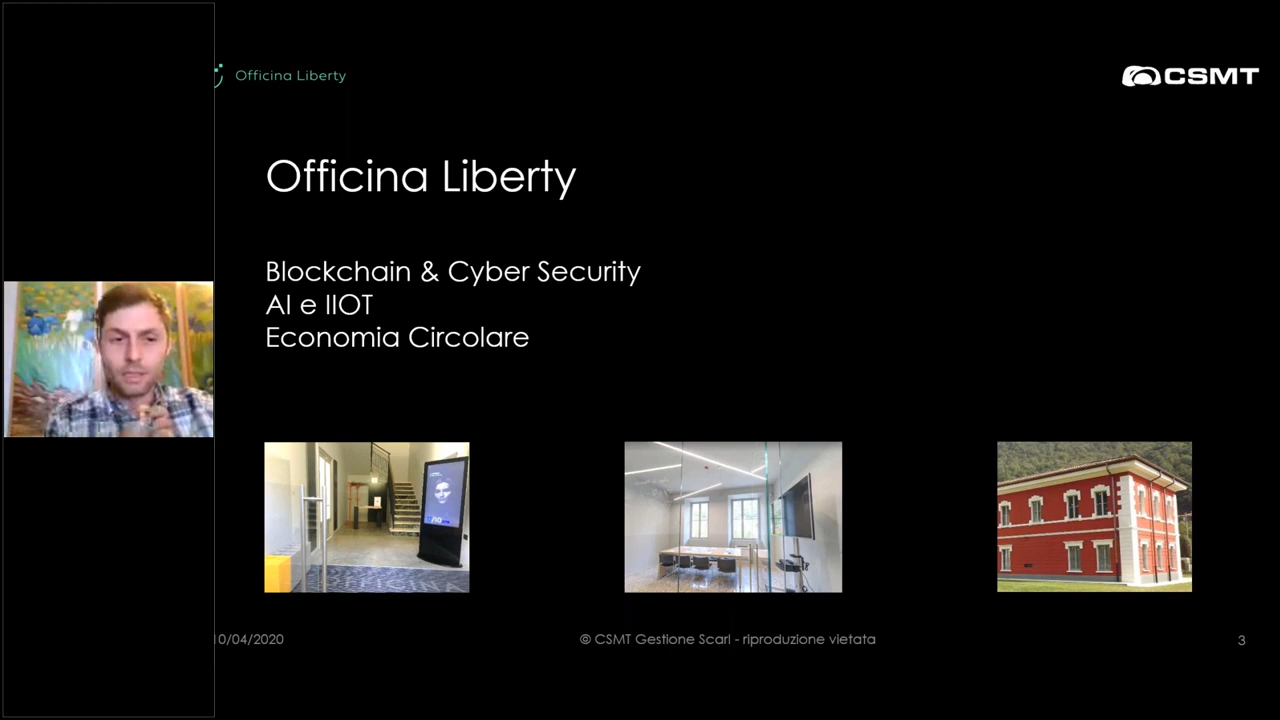 Officina Liberty
CSMT
Officina Liberty
Blockchain & Cyber Security
AI e IIOT
Economia Circolare
10/04/2020
© CSMT Gestione Scarl - riproduzione vietata
3